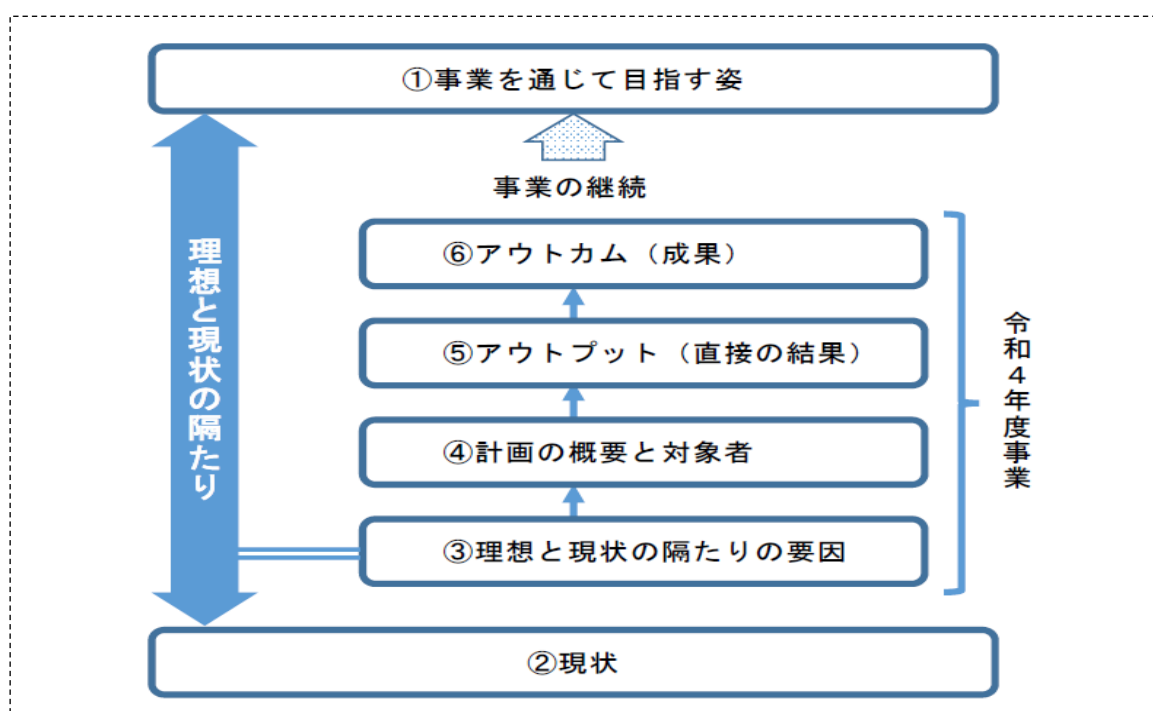 ①事業を通じて目指す姿
事業の継続
⑥アウトカム（成果）
⑤アウトプット（直接の結果）
④計画の概要と対象者
③理想と現状の隔たりの要因
理想と現状の隔たり
令和４年度事業
②現状